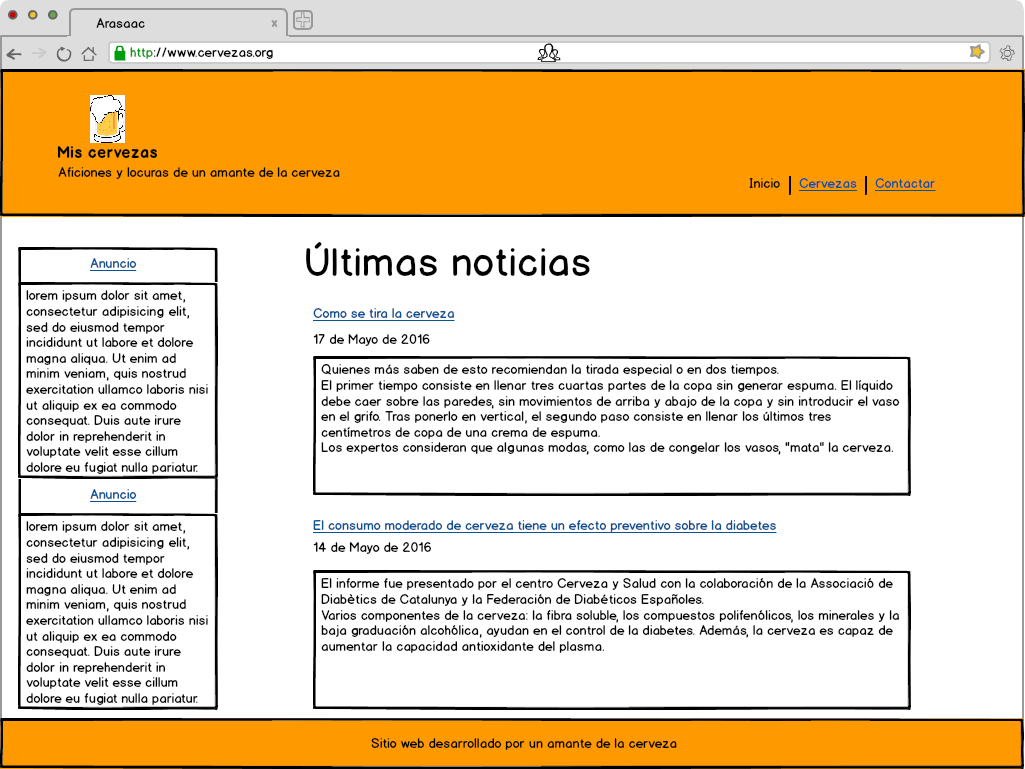 Arasaac
x
http://www.cervezas.org
Mis cervezas
Aficiones y locuras de un amante de la cerveza
Inicio | Cervezas | Contactar
Anuncio
lorem ipsum dolor sit amet,
consectetur adipisicing elit,
sed do eiusmod tempor
incididunt ut labore et dolore
magna aliqua. Ut enim ad
minim veniam, quis nostrud
exercitation ullamco laboris nisi
ut aliquip ex ea commodo
consequat. Duis aute irure
dolor in reprehenderit in
voluptate velit esse cillum
dolore eu fugiat nulla pariatur.
Anuncio
lorem ipsum dolor sit amet,
consectetur adipisicing elit,
sed do eiusmod tempor
incididunt ut labore et dolore
magna aliqua. Ut enim ad
minim veniam, quis nostrud
exercitation ullamco laboris nisi
ut aliquip ex ea commodo
consequat. Duis aute irure
dolor in reprehenderit in
voluptate velit esse cillum
dolore eu fugiat nulla pariatur.
Últimas noticias
Como se tira la cerveza
17 de Mayo de 2016
Quienes más saben de esto recomiendan la tirada especial o en dos tiempos.
El primer tiempo consiste en llenar tres cuartas partes de la copa sin generar espuma. El líquido
debe caer sobre las paredes, sin movimientos de arriba y abajo de la copa y sin introducir el vaso
en el grifo. Tras ponerlo en vertical, el segundo paso consiste en llenar los últimos tres
centímetros de copa de una crema de espuma.
Los expertos consideran que algunas modas, como las de congelar los vasos, "mata" la cerveza.
El consumo moderado de cerveza tiene un efecto preventivo sobre la diabetes
14 de Mayo de 2016
El informe fue presentado por el centro Cerveza y Salud con la colaboración de la Associació de
Diabètics de Catalunya y la Federación de Diabéticos Españoles.
Varios componentes de la cerveza: la fibra soluble, los compuestos polifenólicos, los minerales y la
baja graduación alcohólica, ayudan en el control de la diabetes. Además, la cerveza es capaz de
aumentar la capacidad antioxidante del plasma.
Sitio web desarrollado por un amante de la cerveza